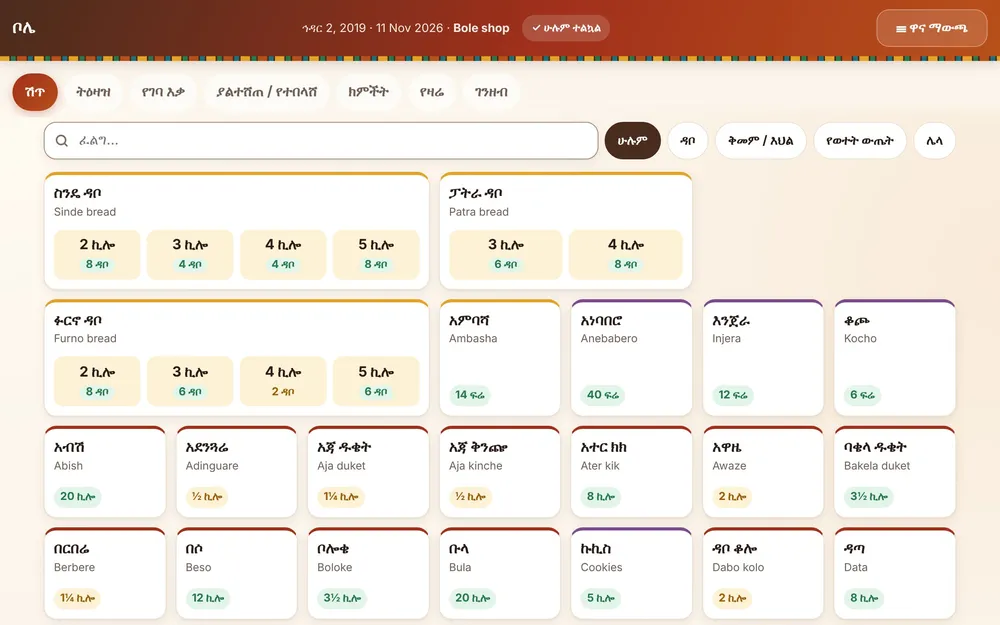 ቦሌ
ኅዳር 2, 2019 · 11 Nov 2026 · Bole shop
✓ ሁሉም ተልኳል
ዋና ማውጫ
ሽጥ
ትዕዛዝ
የገባ እቃ
ያልተሸጠ / የተበላሸ
ክምችት
የዛሬ
ገንዘብ
ፈልግ...
ሁሉም
ዳቦ
ቅመም / እህል
የወተት ውጤት
ሌላ
ስንዴ ዳቦ
Sinde bread
2 ኪሎ
8 ዳቦ
3 ኪሎ
4 ዳቦ
4 ኪሎ
4 ዳቦ
5 ኪሎ
8 ዳቦ
ፓትራ ዳቦ
Patra bread
3 ኪሎ
6 ዳቦ
4 ኪሎ
8 ዳቦ
ፉርኖ ዳቦ
Furno bread
2 ኪሎ
8 ዳቦ
3 ኪሎ
6 ዳቦ
4 ኪሎ
2 ዳቦ
5 ኪሎ
6 ዳቦ
አምባሻ
Ambasha
14 ፍሬ
አነባበሮ
Anebabero
40 ፍሬ
እንጀራ
Injera
12 ፍሬ
ቆጮ
Kocho
6 ፍሬ
አብሽ
Abish
20 ኪሎ
አደንጓሬ
Adinguare
½ ኪሎ
አጃ ዱቄት
Aja duket
1¼ ኪሎ
አጃ ቅንጬ
Aja kinche
½ ኪሎ
አተር ክክ
Ater kik
8 ኪሎ
አዋዜ
Awaze
2 ኪሎ
ባቄላ ዱቄት
Bakela duket
3½ ኪሎ
በርበሬ
Berbere
1¼ ኪሎ
በሶ
Beso
12 ኪሎ
ቦሎቄ
Boloke
3½ ኪሎ
ቡላ
Bula
20 ኪሎ
ኩኪስ
Cookies
5 ኪሎ
ዳቦ ቆሎ
Dabo kolo
2 ኪሎ
ዳጣ
Data
8 ኪሎ